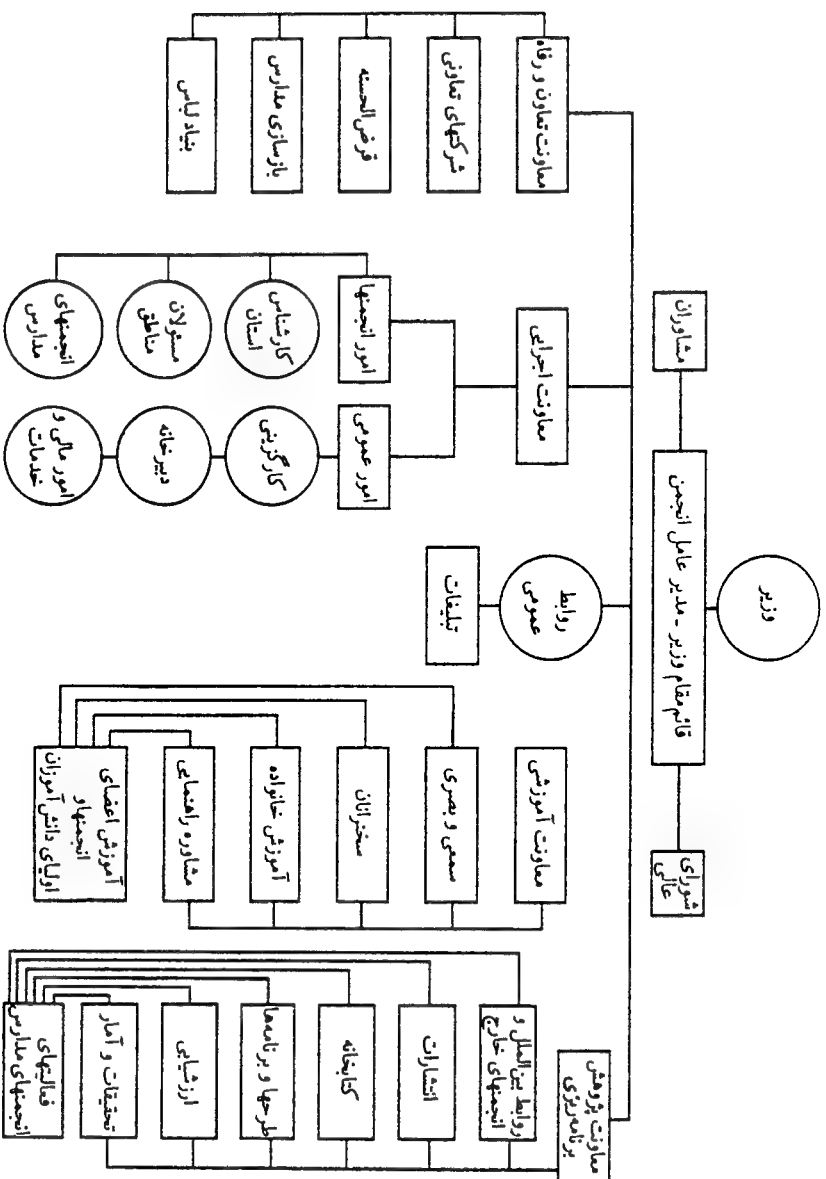 وزیر
مشاوران
قائم مقام وزیر - مدیر عامل انجمن
شورای
عالی
معاونت تعاون و رفاه
شرکتهای تعاونی
قرض‌الحسنه
بازسازی مدارس
بنیاد لباس
معاونت اجرایی
امور انجمنها
کارشناس
استان
مسئولان
مناطق
انجمنهای
مدارس
امور عمومی
کارگزینی
دبیرخانه
امور مالی و
خدمات
روابط
عمومی
تبلیغات
معاونت آموزشی
سمعی و بصری
سخنرانان
آموزش خانواده
مشاوره راهنمایی
آموزش اعضای
انجمنها و
اولیای دانش آموزان
معاونت پژوهش
برنامه‌ریزی
روابط بین‌الملل و
انجمنهای خارج
انتشارات
کتابخانه
طرحها و برنامه‌ها
ارزشیابی
تحقیقات و آمار
فعالیتهای
انجمنهای مدارس